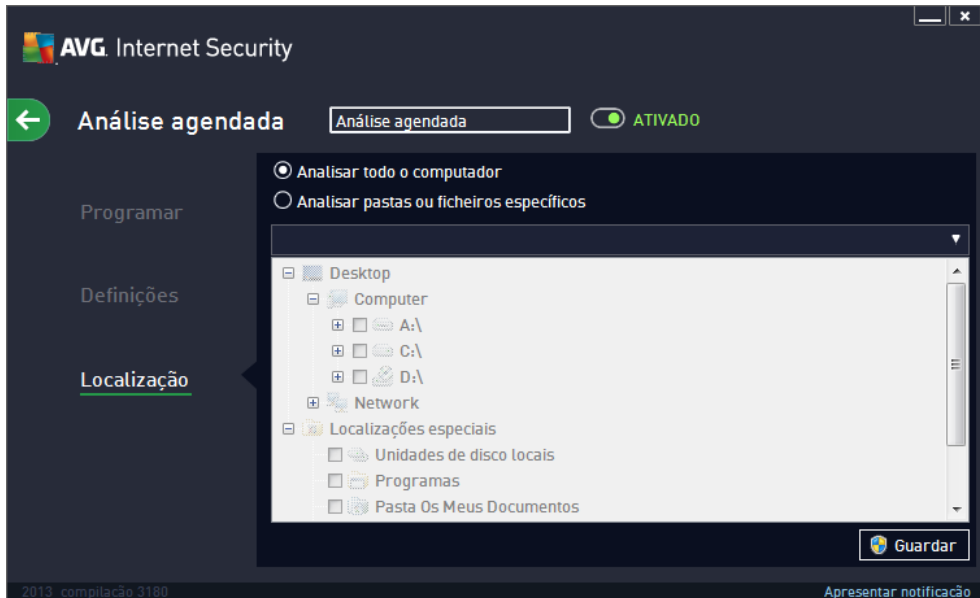 AVG. Internet Security
Análise agendada
Análise agendada
ATIVADO
Programar
Definições
Localização
Analisar todo o computador
Analisar pastas ou ficheiros específicos
Desktop
Computer
A:\
C:\
D:\
Network
Localizações especiais
Unidades de disco locais
Programas
Pasta Os Meus Documentos
Guardar
2013 compilação 3180
Apresentar notificação